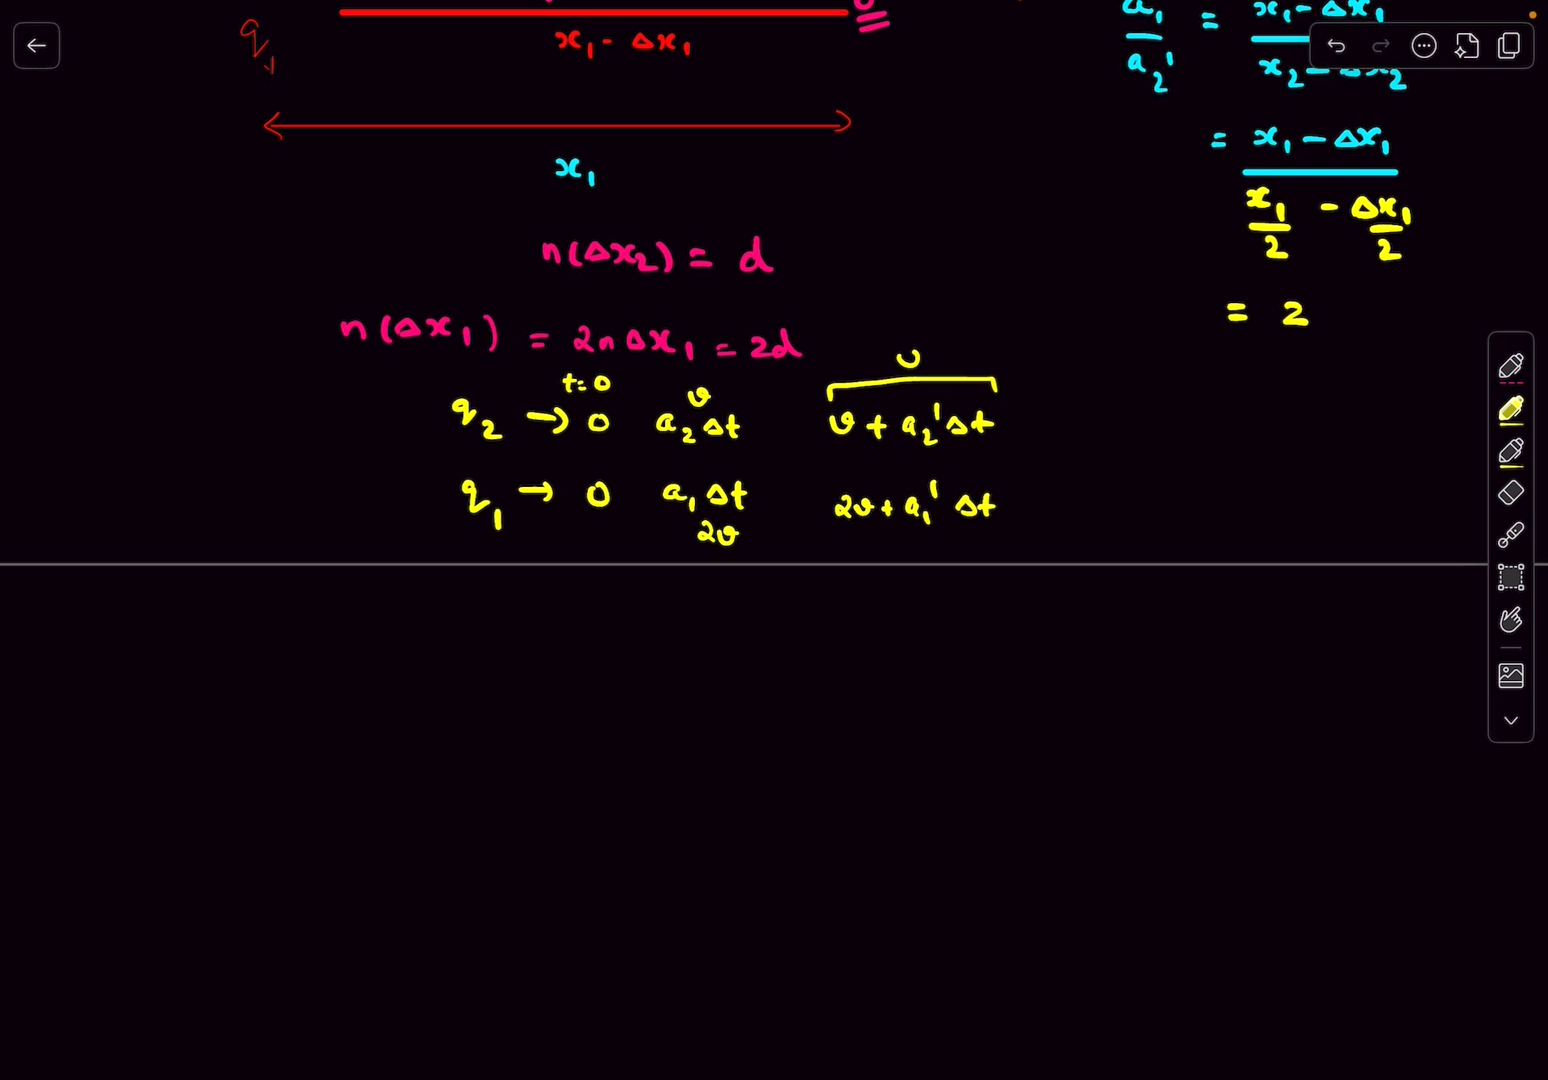 q₁
x₁ - Δx₁
x₁
n(Δx₂) = d
n(Δx₁) = 2nΔx₁ = 2d
t=0
q₂ → 0 a₂Δt v + a₂'Δt
v
U
q₁ → 0 a₁Δt 2v + a₁'Δt
2v
a₁' / a₂' = x₁ - Δx₁ / x₂ - Δx₂
= x₁ - Δx₁ / x₁/2 - Δx₁/2
= 2